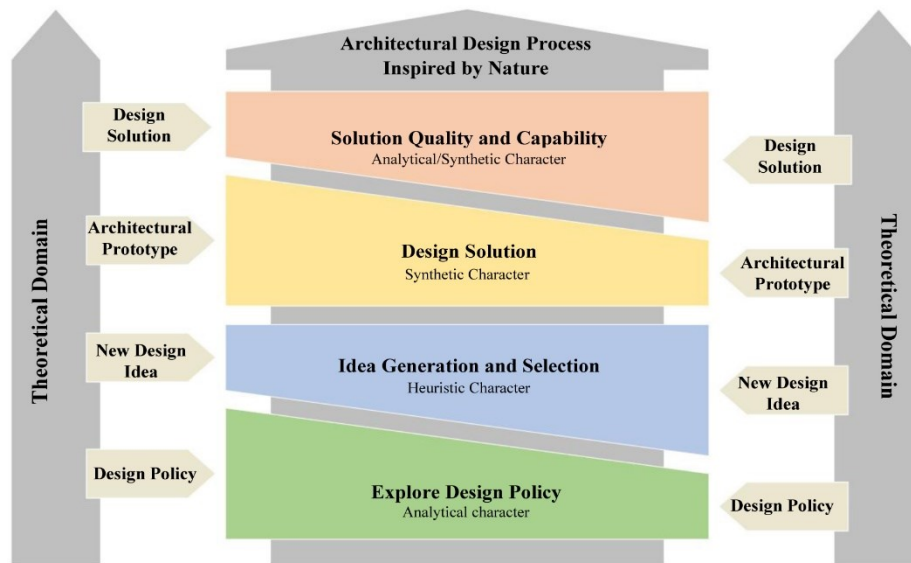 Architectural Design Process
Inspired by Nature
Theoretical Domain
Theoretical Domain
Design
Solution
Solution Quality and Capability
Analytical/Synthetic Character
Design
Solution
Architectural
Prototype
Design Solution
Synthetic Character
Architectural
Prototype
New Design
Idea
Idea Generation and Selection
Heuristic Character
New Design
Idea
Design Policy
Explore Design Policy
Analytical character
Design Policy